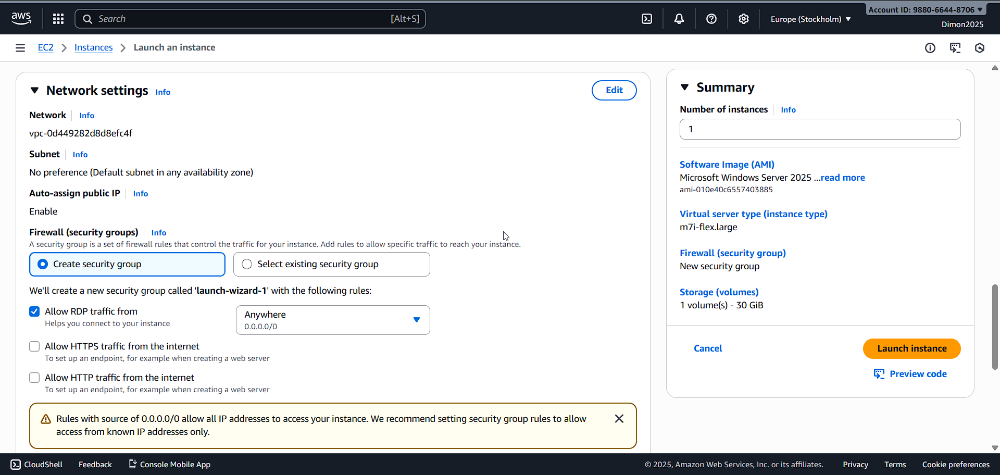 aws
Search
[Alt+S]
Europe (Stockholm)
Account ID: 9880-6644-8706
Dimon2025
EC2
Instances
Launch an instance
Network settings
Info
Edit
Network
Info
vpc-0d449282d8d8efc4f
Subnet
Info
No preference (Default subnet in any availability zone)
Auto-assign public IP
Info
Enable
Firewall (security groups)
Info
A security group is a set of firewall rules that control the traffic for your instance. Add rules to allow specific traffic to reach your instance.
Create security group
Select existing security group
We'll create a new security group called 'launch-wizard-1' with the following rules:
Allow RDP traffic from
Helps you connect to your instance
Anywhere
0.0.0.0/0
Allow HTTPS traffic from the internet
To set up an endpoint, for example when creating a web server
Allow HTTP traffic from the internet
To set up an endpoint, for example when creating a web server
Rules with source of 0.0.0.0/0 allow all IP addresses to access your instance. We recommend setting security group rules to allow
access from known IP addresses only.
Summary
Number of instances
Info
1
Software Image (AMI)
Microsoft Windows Server 2025 ...read more
ami-010e40c6557403885
Virtual server type (instance type)
m7i-flex.large
Firewall (security group)
New security group
Storage (volumes)
1 volume(s) - 30 GiB
Cancel
Launch instance
Preview code
CloudShell
Feedback
Console Mobile App
© 2025, Amazon Web Services, Inc. or its affiliates.
Privacy
Terms
Cookie preferences